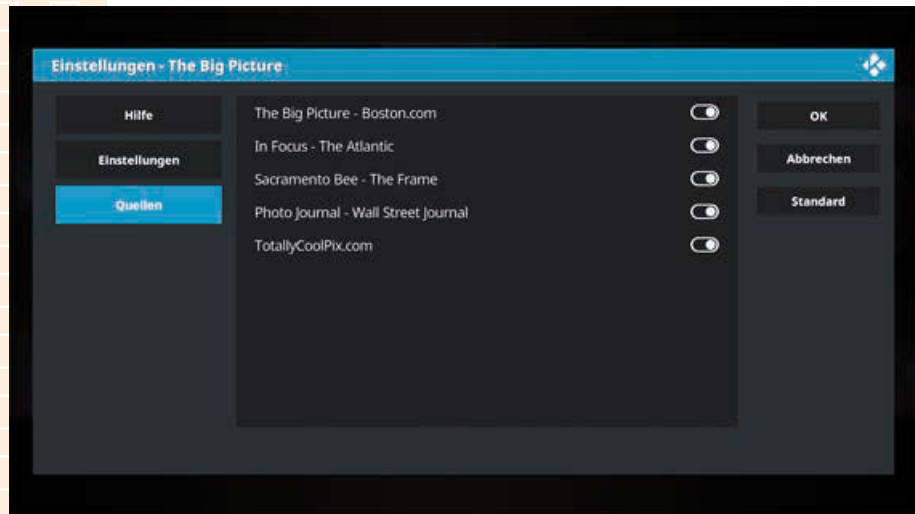 Einstellungen - The Big Picture
Hilfe
Einstellungen
Quellen
The Big Picture - Boston.com
In Focus - The Atlantic
Sacramento Bee - The Frame
Photo Journal - Wall Street Journal
TotallyCoolPix.com
OK
Abbrechen
Standard